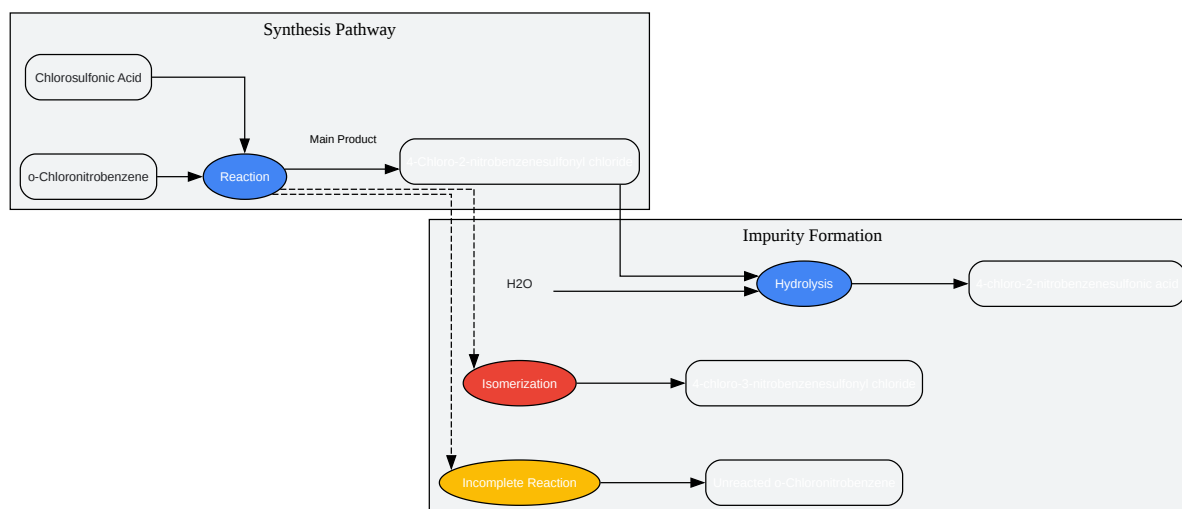 Synthesis Pathway
Chlorosulfonic Acid
Main Product
4-Chloro-2-nitrobenzenesulfonyl chloride
o-Chloronitrobenzene
Reaction
Impurity Formation
H2O
Hydrolysis
4-chloro-2-nitrobenzenesulfonic acid
Isomerization
4-chloro-3-nitrobenzenesulfonyl chloride
Incomplete Reaction
Unreacted o-Chloronitrobenzene